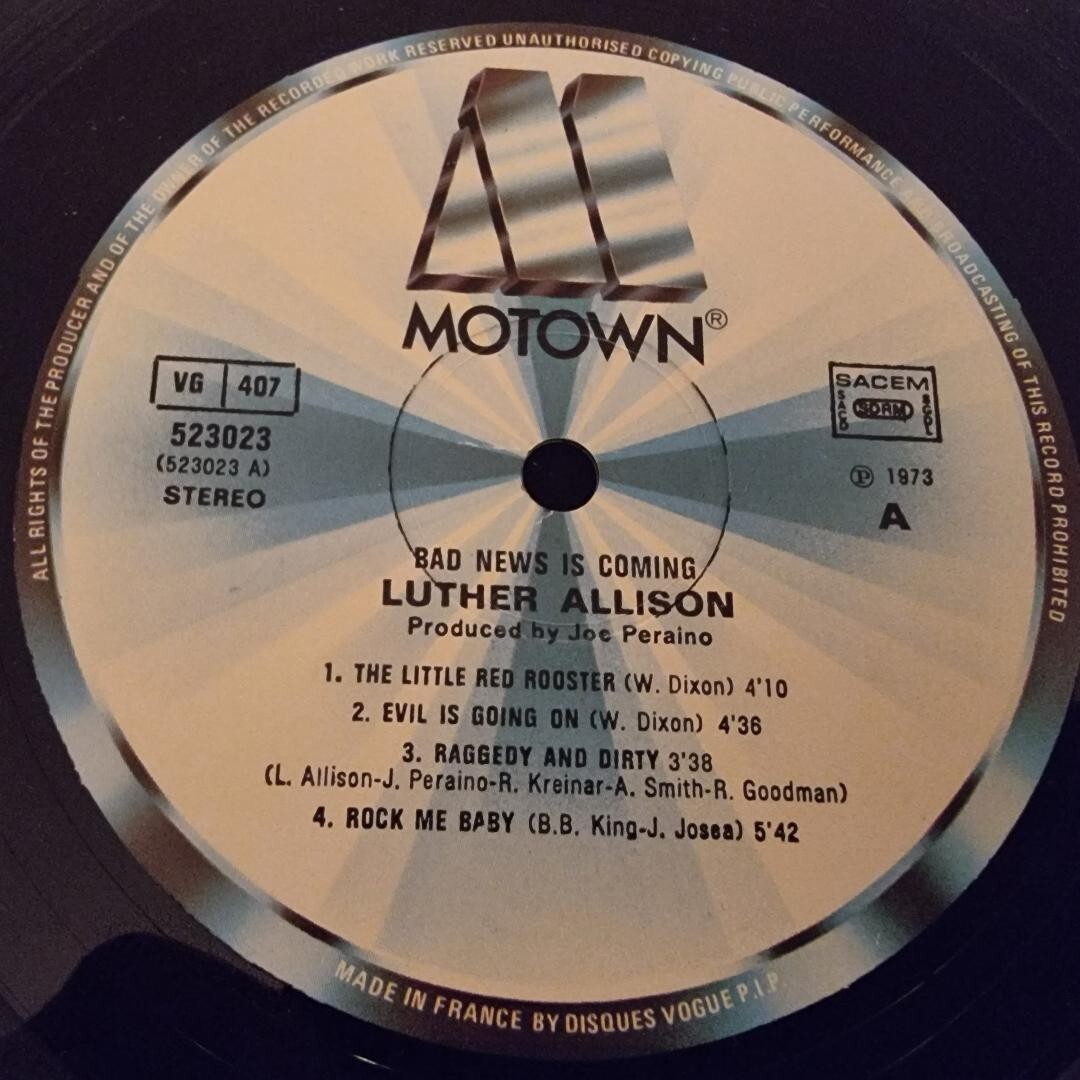 ALL RIGHTS OF THE PRODUCER AND OF THE OWNER OF THE RECORDED WORK RESERVED UNAUTHORISED COPYING PUBLIC PERFORMANCE AND BROADCASTING OF THIS RECORD PROHIBITED
MOTOWN®
VG 407
523023
(523023 A)
STEREO
SACEM
SACD SDRM SGDL
℗ 1973
A
BAD NEWS IS COMING
LUTHER ALLISON
Produced by Joe Peraino
1. THE LITTLE RED ROOSTER (W. Dixon) 4'10
2. EVIL IS GOING ON (W. Dixon) 4'36
3. RAGGEDY AND DIRTY 3'38
(L. Allison-J. Peraino-R. Kreinar-A. Smith-R. Goodman)
4. ROCK ME BABY (B.B. King-J. Josea) 5'42
MADE IN FRANCE BY DISQUES VOGUE P.I.P.